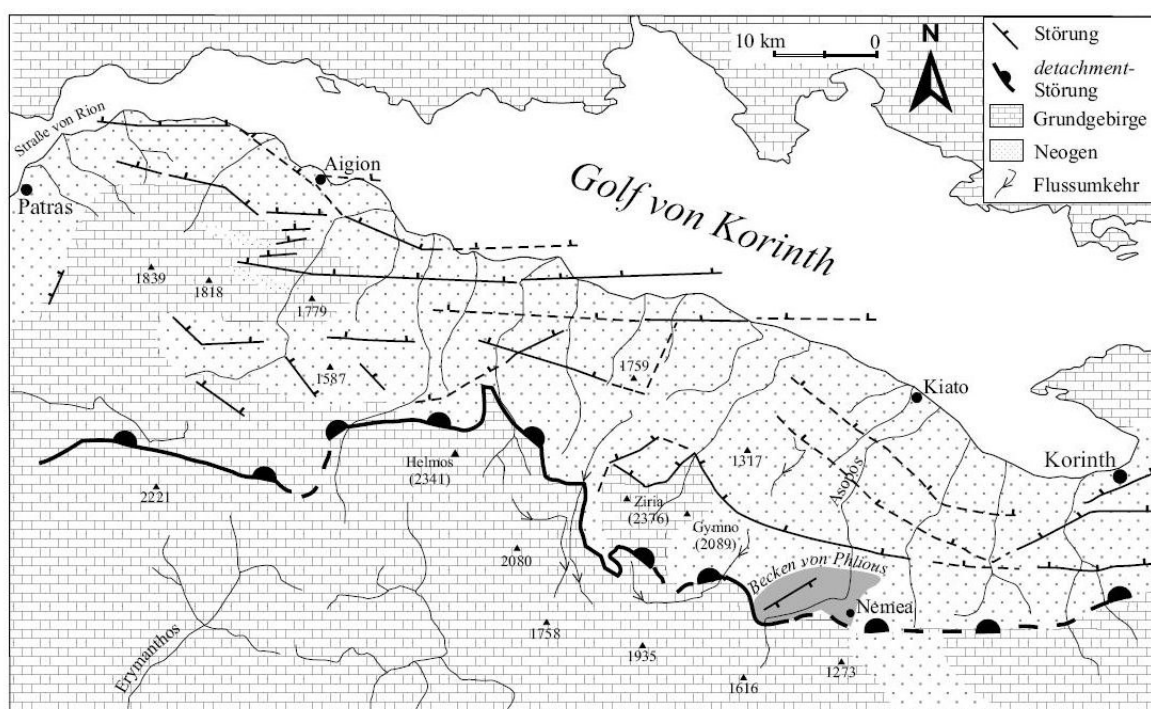 10 km
0
N
Störung
detachment-
Störung
Grundgebirge
Neogen
Flussumkehr
Straße von Rion
Patras
Aigion
Golf von Korinth
1839
1818
1779
1587
1759
Kiato
Korinth
Helmos
(2341)
1317
Asopos
2221
Ziria
(2376)
Gymno
(2089)
2080
Becken von Phlious
Némea
1758
1935
1616
1273
Erymanthos